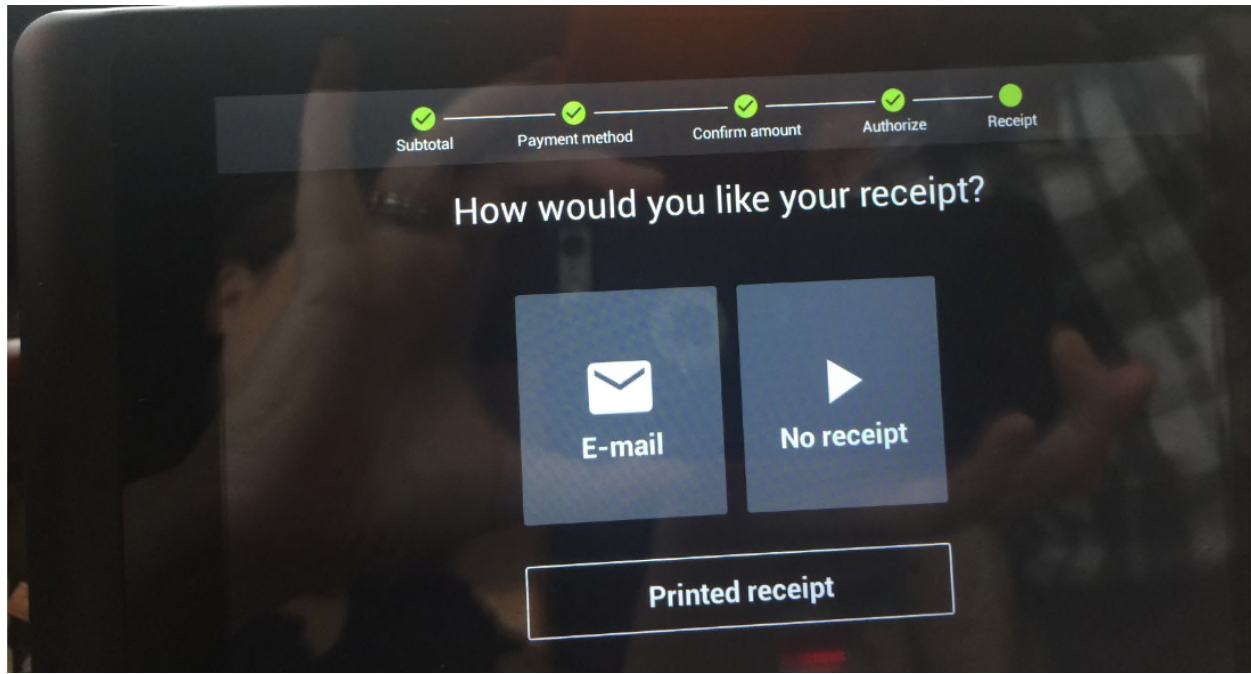 Subtotal Payment method Confirm amount Authorize Receipt
How would you like your receipt?
E-mail No receipt
Printed receipt